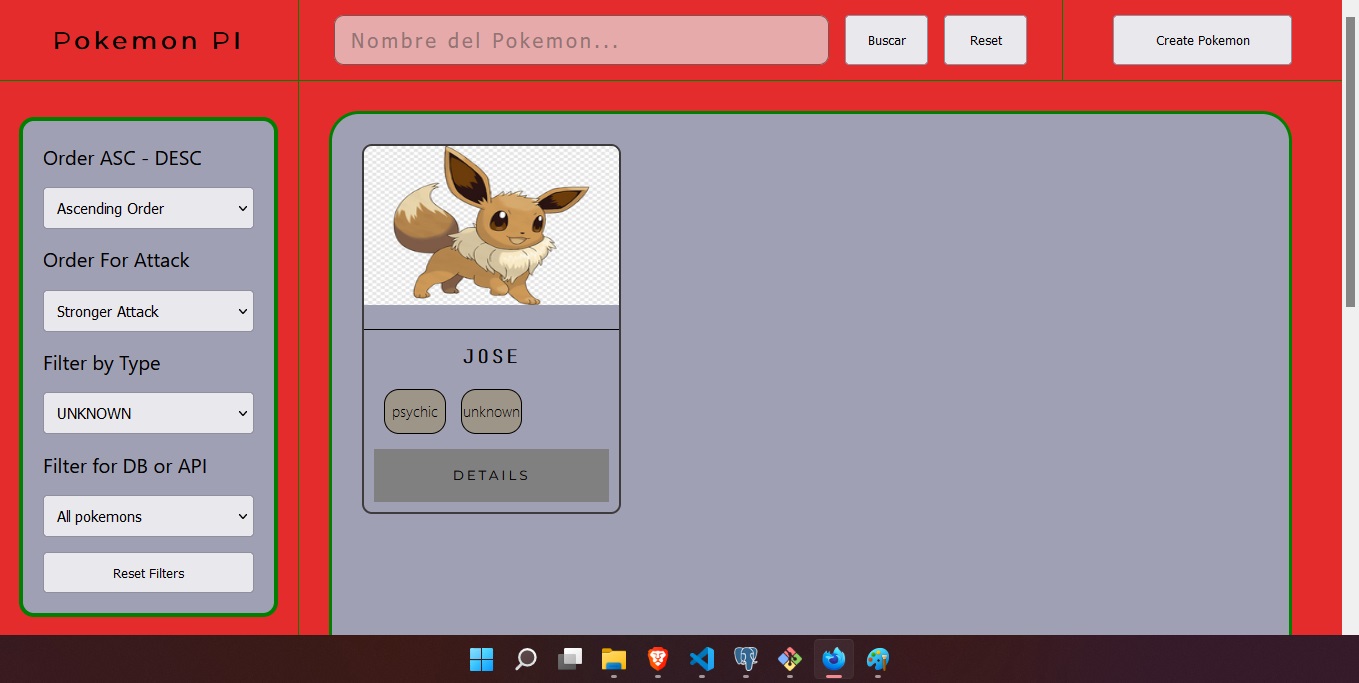 Pokemon PI
Nombre del Pokemon...
Buscar
Reset
Create Pokemon
Order ASC - DESC
Ascending Order
Order For Attack
Stronger Attack
Filter by Type
UNKNOWN
Filter for DB or API
All pokemons
Reset Filters
JOSE
psychic
unknown
DETAILS